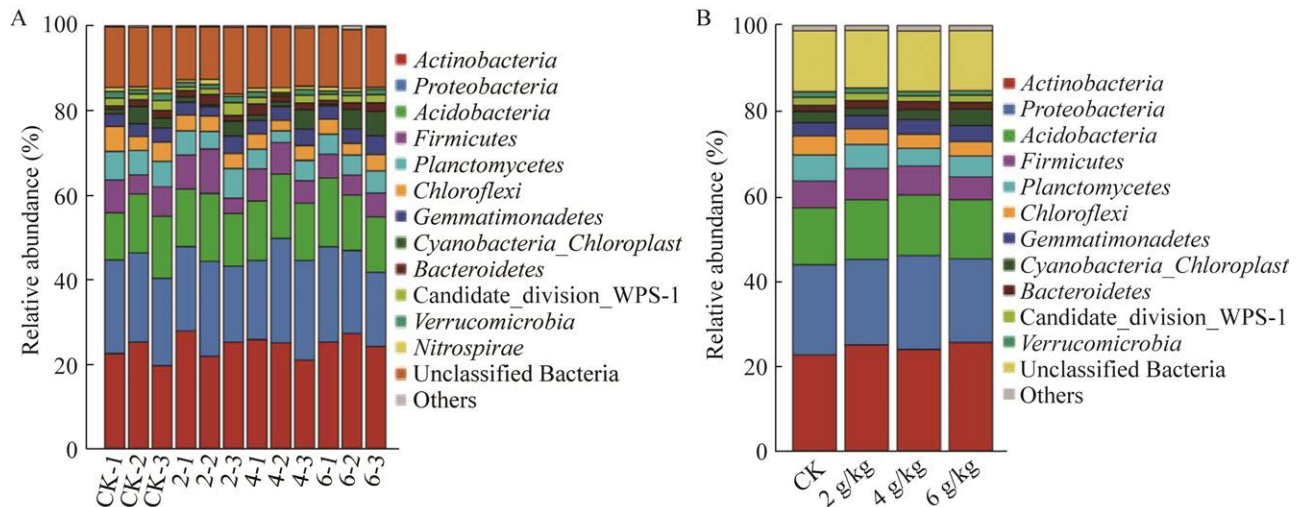 A
Relative abundance (%)
100
80
60
40
20
0
CK-1
CK-2
CK-3
2-1
2-2
2-3
4-1
4-2
4-3
6-1
6-2
6-3
Actinobacteria
Proteobacteria
Acidobacteria
Firmicutes
Planctomycetes
Chloroflexi
Gemmatimonadetes
Cyanobacteria_Chloroplast
Bacteroidetes
Candidate_division_WPS-1
Verrucomicrobia
Nitrospirae
Unclassified Bacteria
Others
B
Relative abundance (%)
100
80
60
40
20
0
CK
2 g/kg
4 g/kg
6 g/kg
Actinobacteria
Proteobacteria
Acidobacteria
Firmicutes
Planctomycetes
Chloroflexi
Gemmatimonadetes
Cyanobacteria_Chloroplast
Bacteroidetes
Candidate_division_WPS-1
Verrucomicrobia
Unclassified Bacteria
Others